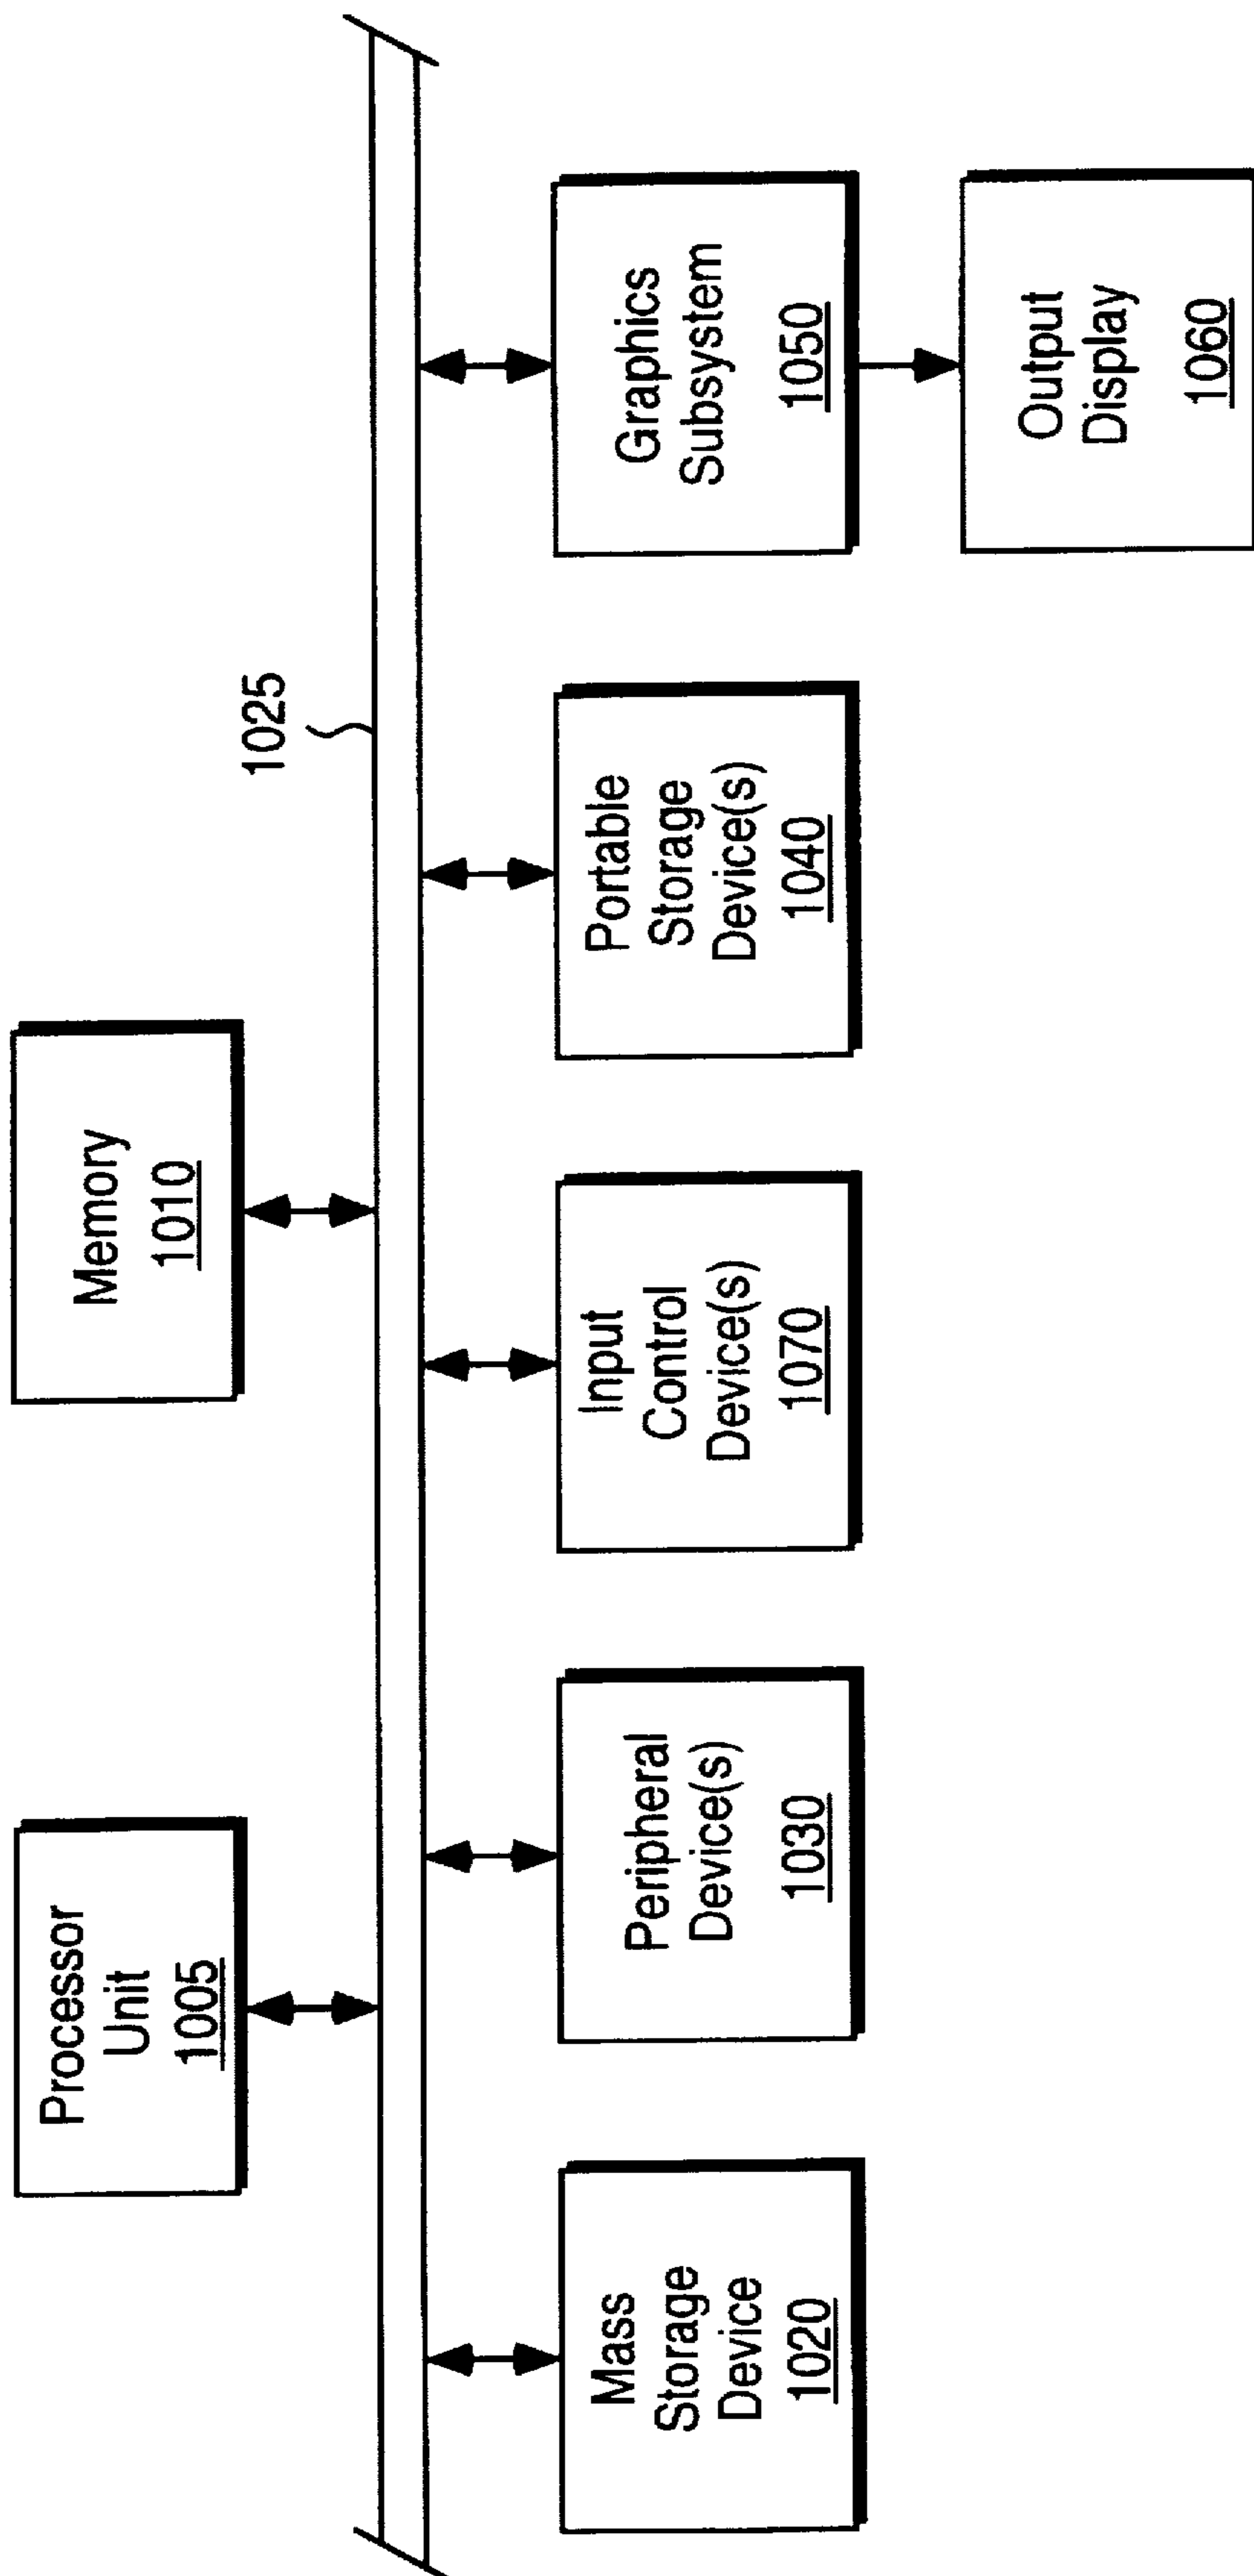 Processor
Unit
1005
Memory
1010
1025
Mass
Storage
Device
1020
Peripheral
Device(s)
1030
Input
Control
Device(s)
1070
Portable
Storage
Device(s)
1040
Graphics
Subsystem
1050
Output
Display
1060